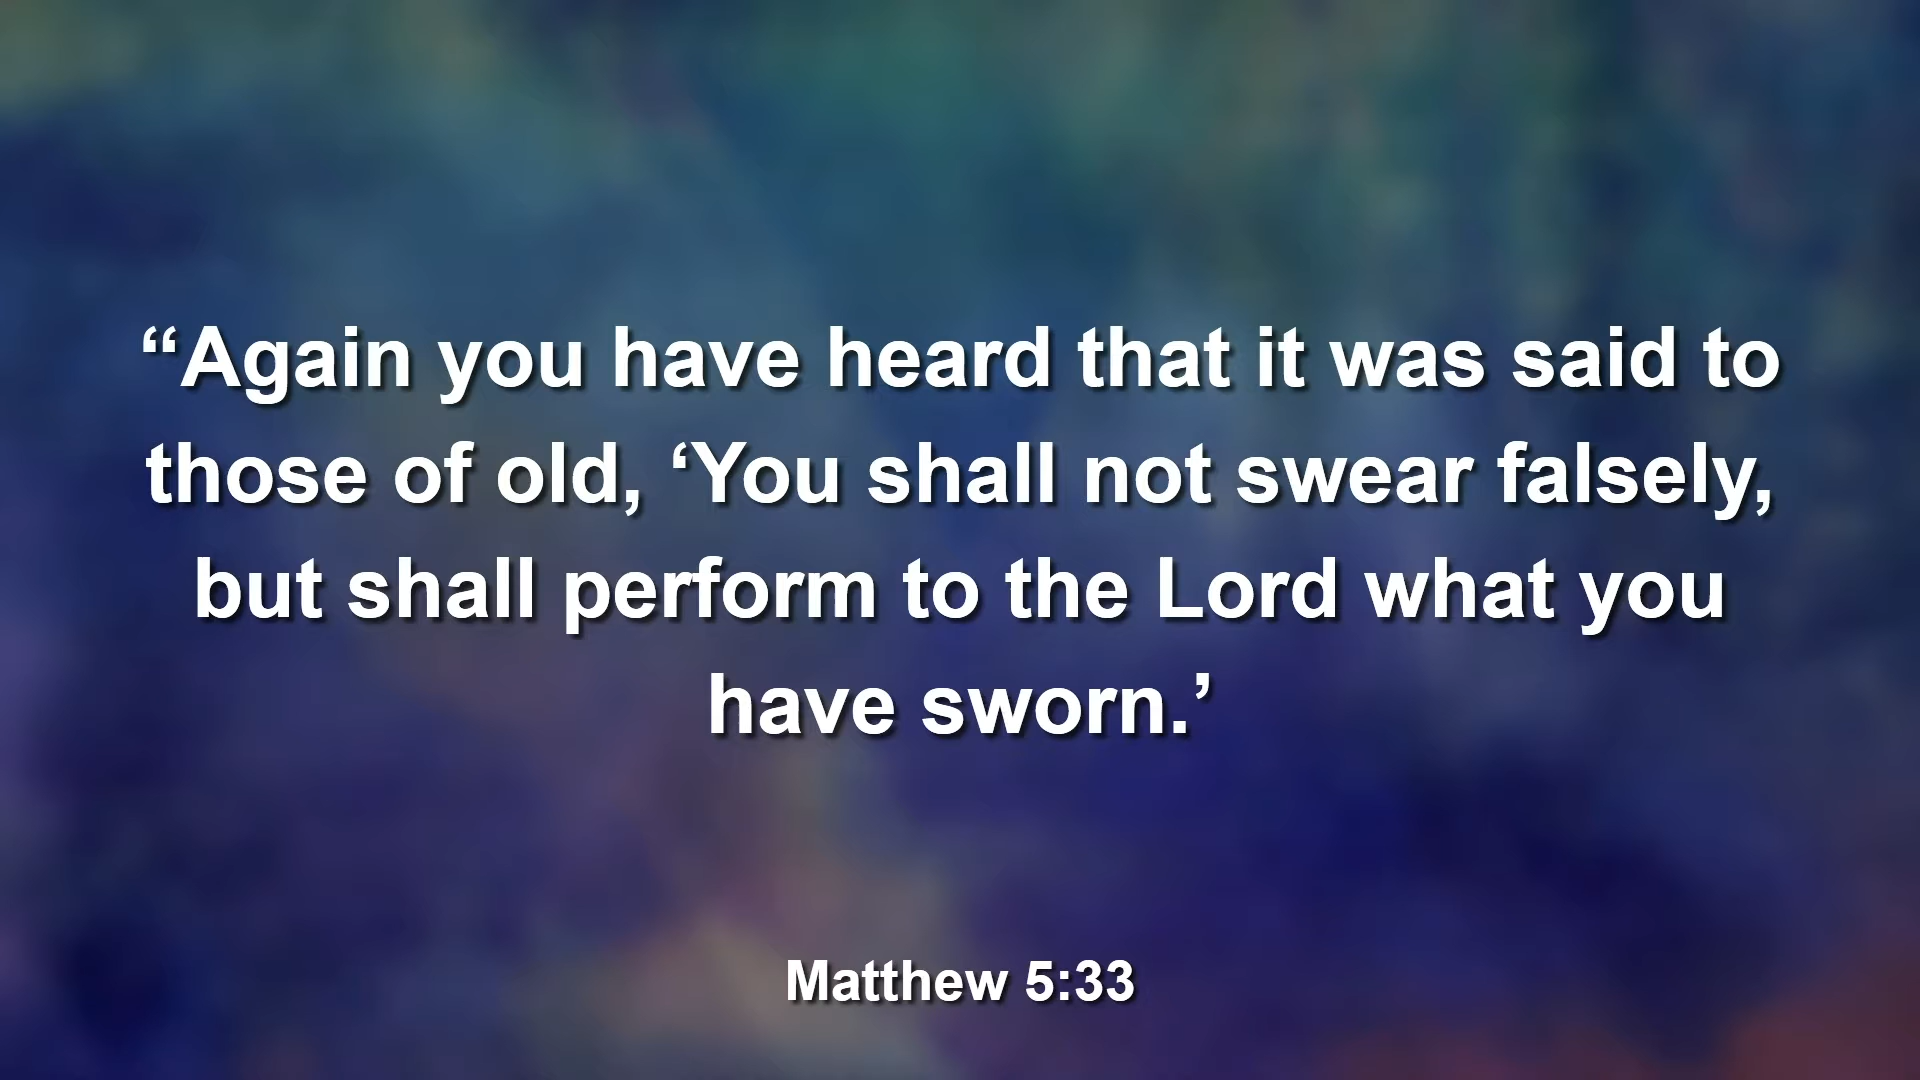 “Again you have heard that it was said to
those of old, ‘You shall not swear falsely,
but shall perform to the Lord what you
have sworn.’
Matthew 5:33